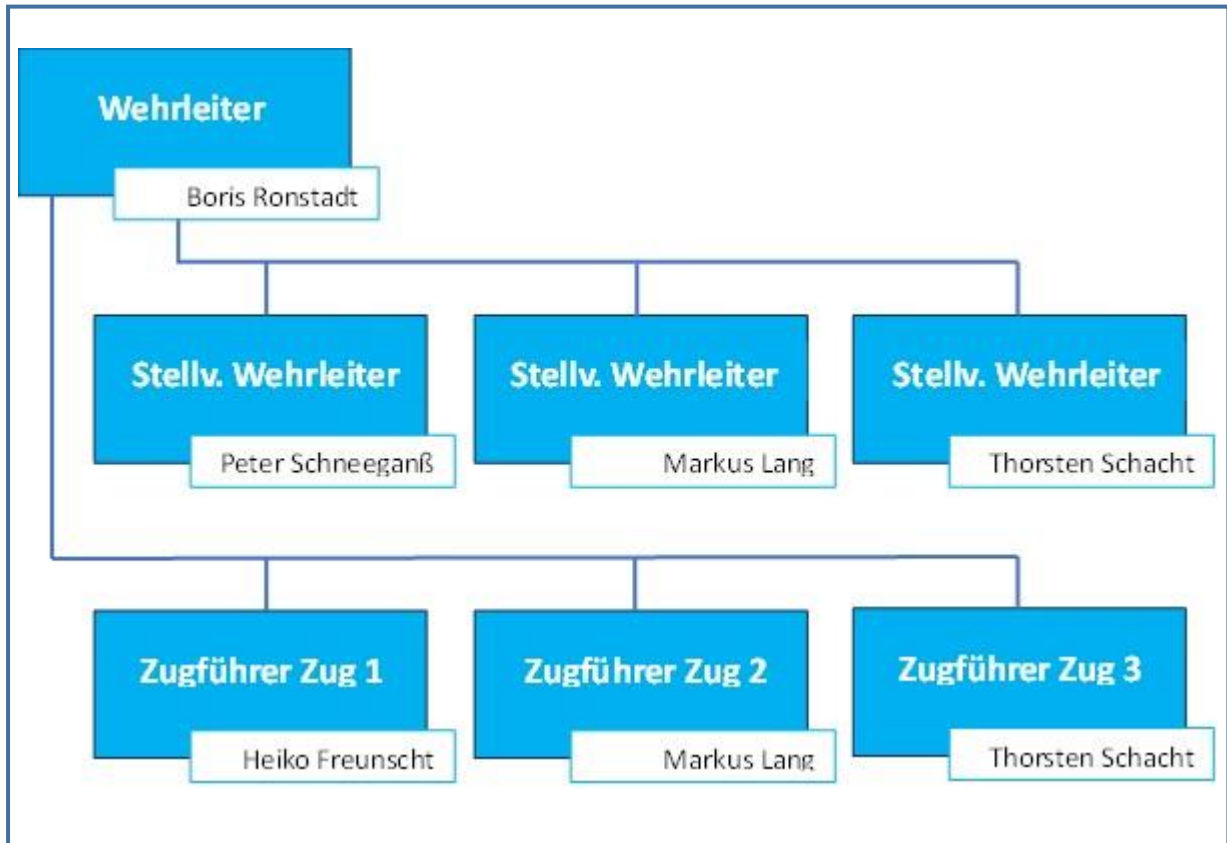 Wehrleiter
Boris Ronstadt
Stellv. Wehrleiter
Peter Schneeganß
Stellv. Wehrleiter
Markus Lang
Stellv. Wehrleiter
Thorsten Schacht
Zugführer Zug 1
Heiko Freunscht
Zugführer Zug 2
Markus Lang
Zugführer Zug 3
Thorsten Schacht